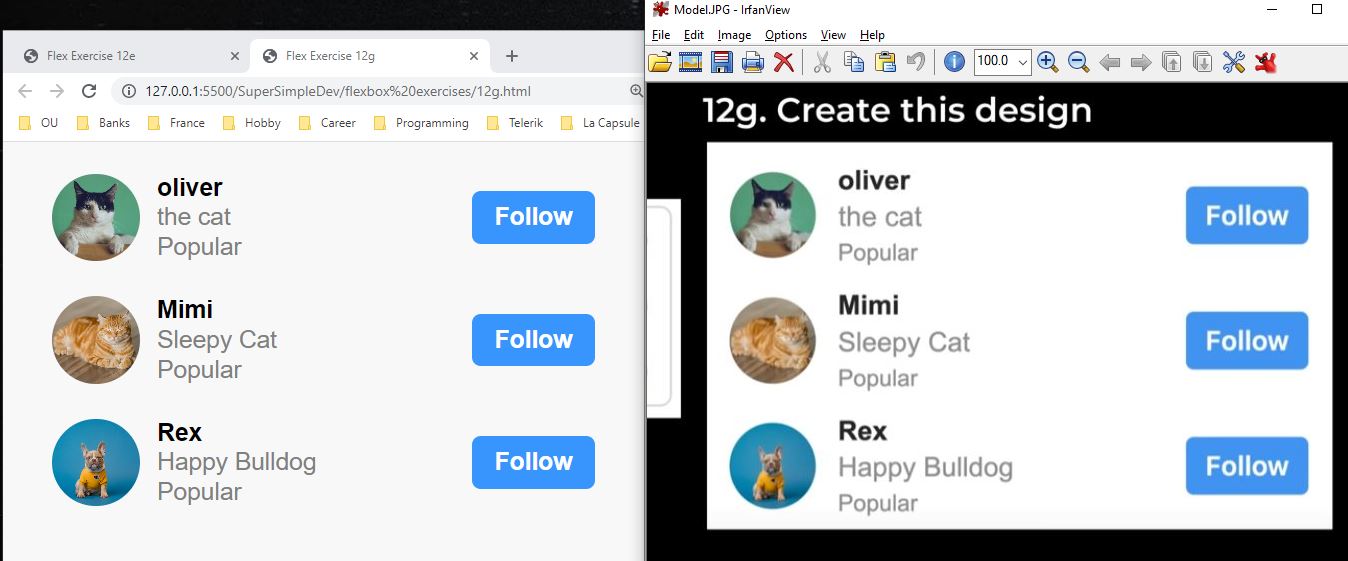 Flex Exercise 12e
Flex Exercise 12g
127.0.0.1:5500/SuperSimpleDev/flexbox%20exercises/12g.html
OU Banks France Hobby Career Programming Telerik La Capsule
oliver
the cat
Popular
Follow
Mimi
Sleepy Cat
Popular
Follow
Rex
Happy Bulldog
Popular
Follow
Model.JPG - IrfanView
File Edit Image Options View Help
100.0
12g. Create this design
oliver
the cat
Popular
Follow
Mimi
Sleepy Cat
Popular
Follow
Rex
Happy Bulldog
Popular
Follow